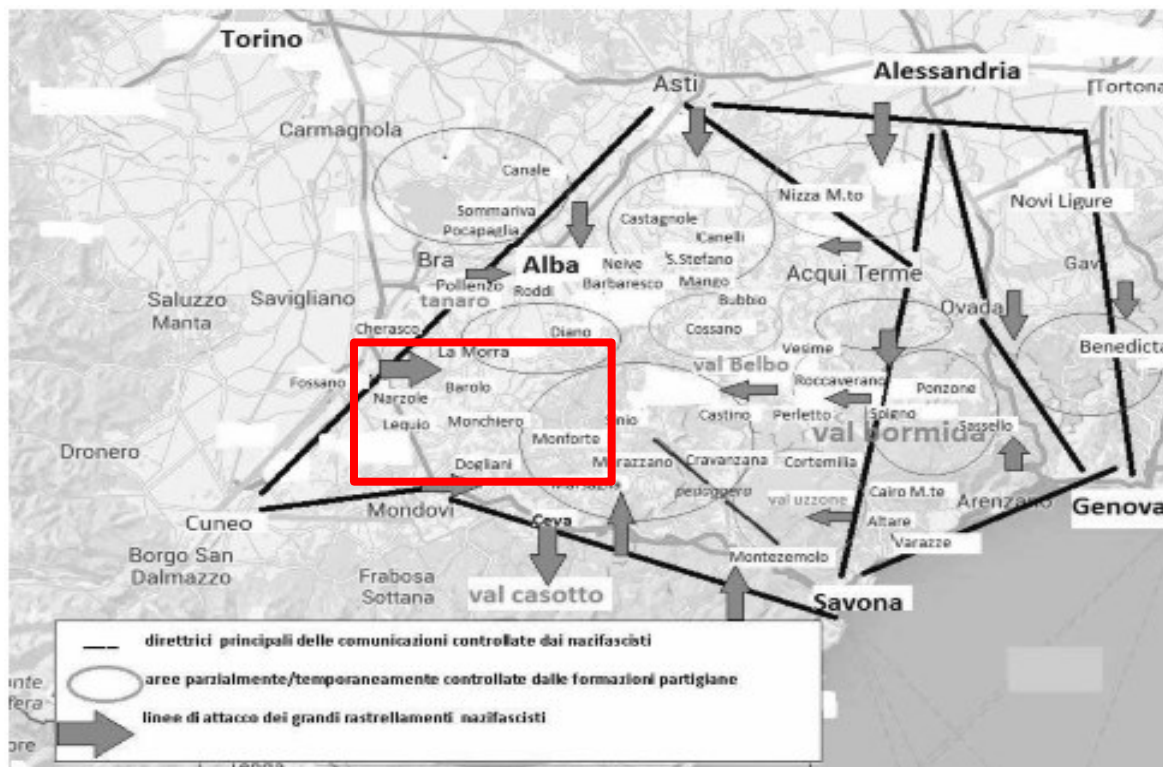 Torino
Alessandria
Asti
Tortona
Carmagnola
Canale
Nizza M.to
Sommariva
Castagnole
Novi Ligure
Pocapaglia
Canelli
Bra
Alba
Neive
S.Stefano
Gavi
Pollenzo
Roddi
Barbaresco
Mango
Acqui Terme
tanaro
Bubbio
Saluzzo
Savigliano
Ovada
Manta
Cherasco
Diano
Cossano
Vesime
Benedicta
La Morra
val Belbo
Fossano
Barolo
Roccaverano
Ponzone
Narzole
Castino
Perletto
Spigno
Lequio
Monchiero
Sinio
Sassello
Monforte
val bormida
Dronero
Dogliani
Murazzano
Cravanzana
Cortemilia
pedaggera
val uzzone
Cairo M.te
Arenzano
Genova
Cuneo
Mondovi
Ceva
Altare
Varazze
Borgo San
Dalmazzo
Frabosa
Sottana
Montezemolo
val casotto
Savona
direttrici principali delle comunicazioni controllate dai nazifascisti
aree parzialmente/temporaneamente controllate dalle formazioni partigiane
linee di attacco dei grandi rastrellamenti nazifascisti